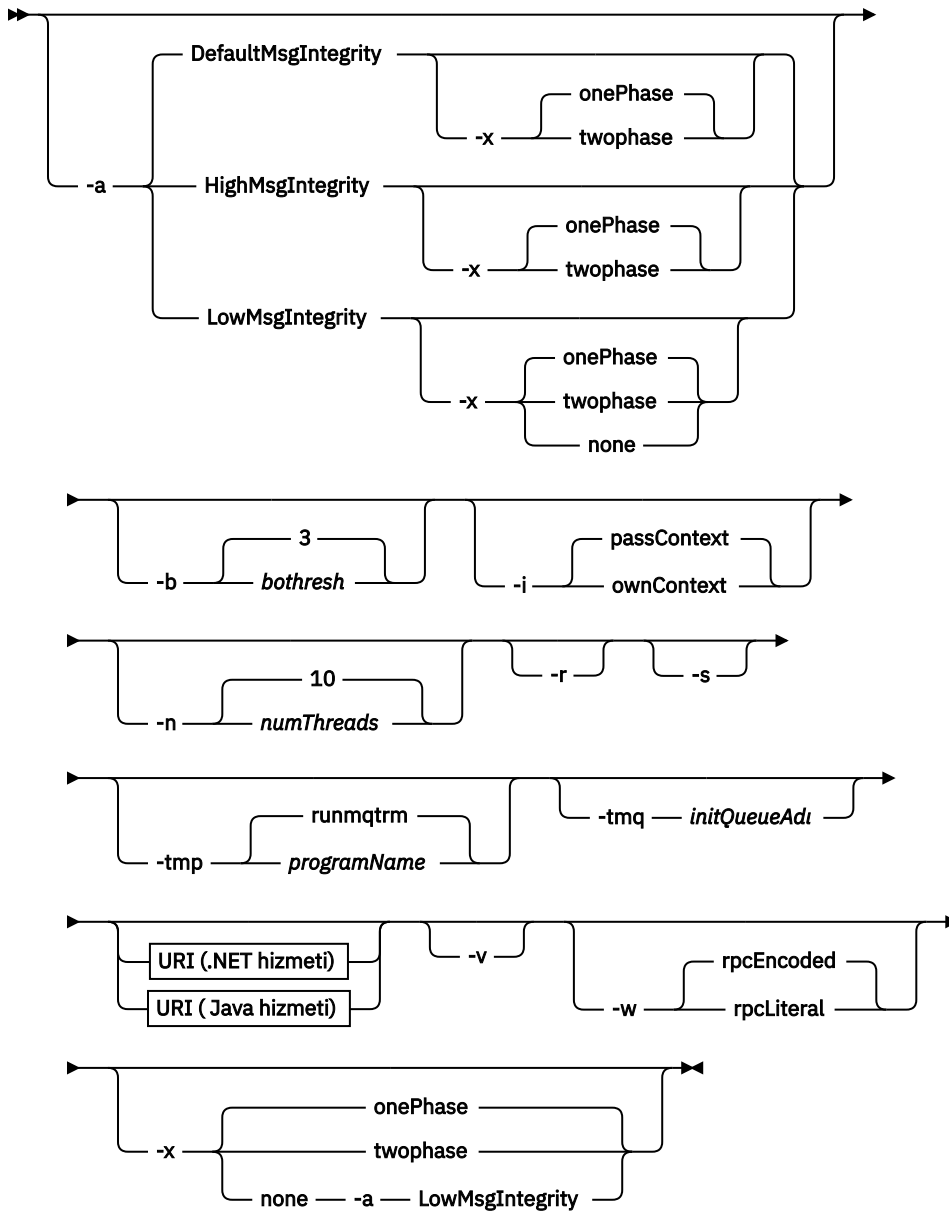 DefaultMsgIntegrity
onePhase
-x twophase
-a HighMsgIntegrity
onePhase
-x twophase
LowMsgIntegrity
onePhase
-x twophase
none
3 passContext
-b bothresh -i ownContext
10 -r -s
-n numThreads
runmqtrm -tmq initQueueAdı
-tmp programName
URI (.NET hizmeti) -v rpcEncoded
URI ( Java hizmeti) -w rpcLiteral
onePhase
-x twophase
none -a LowMsgIntegrity